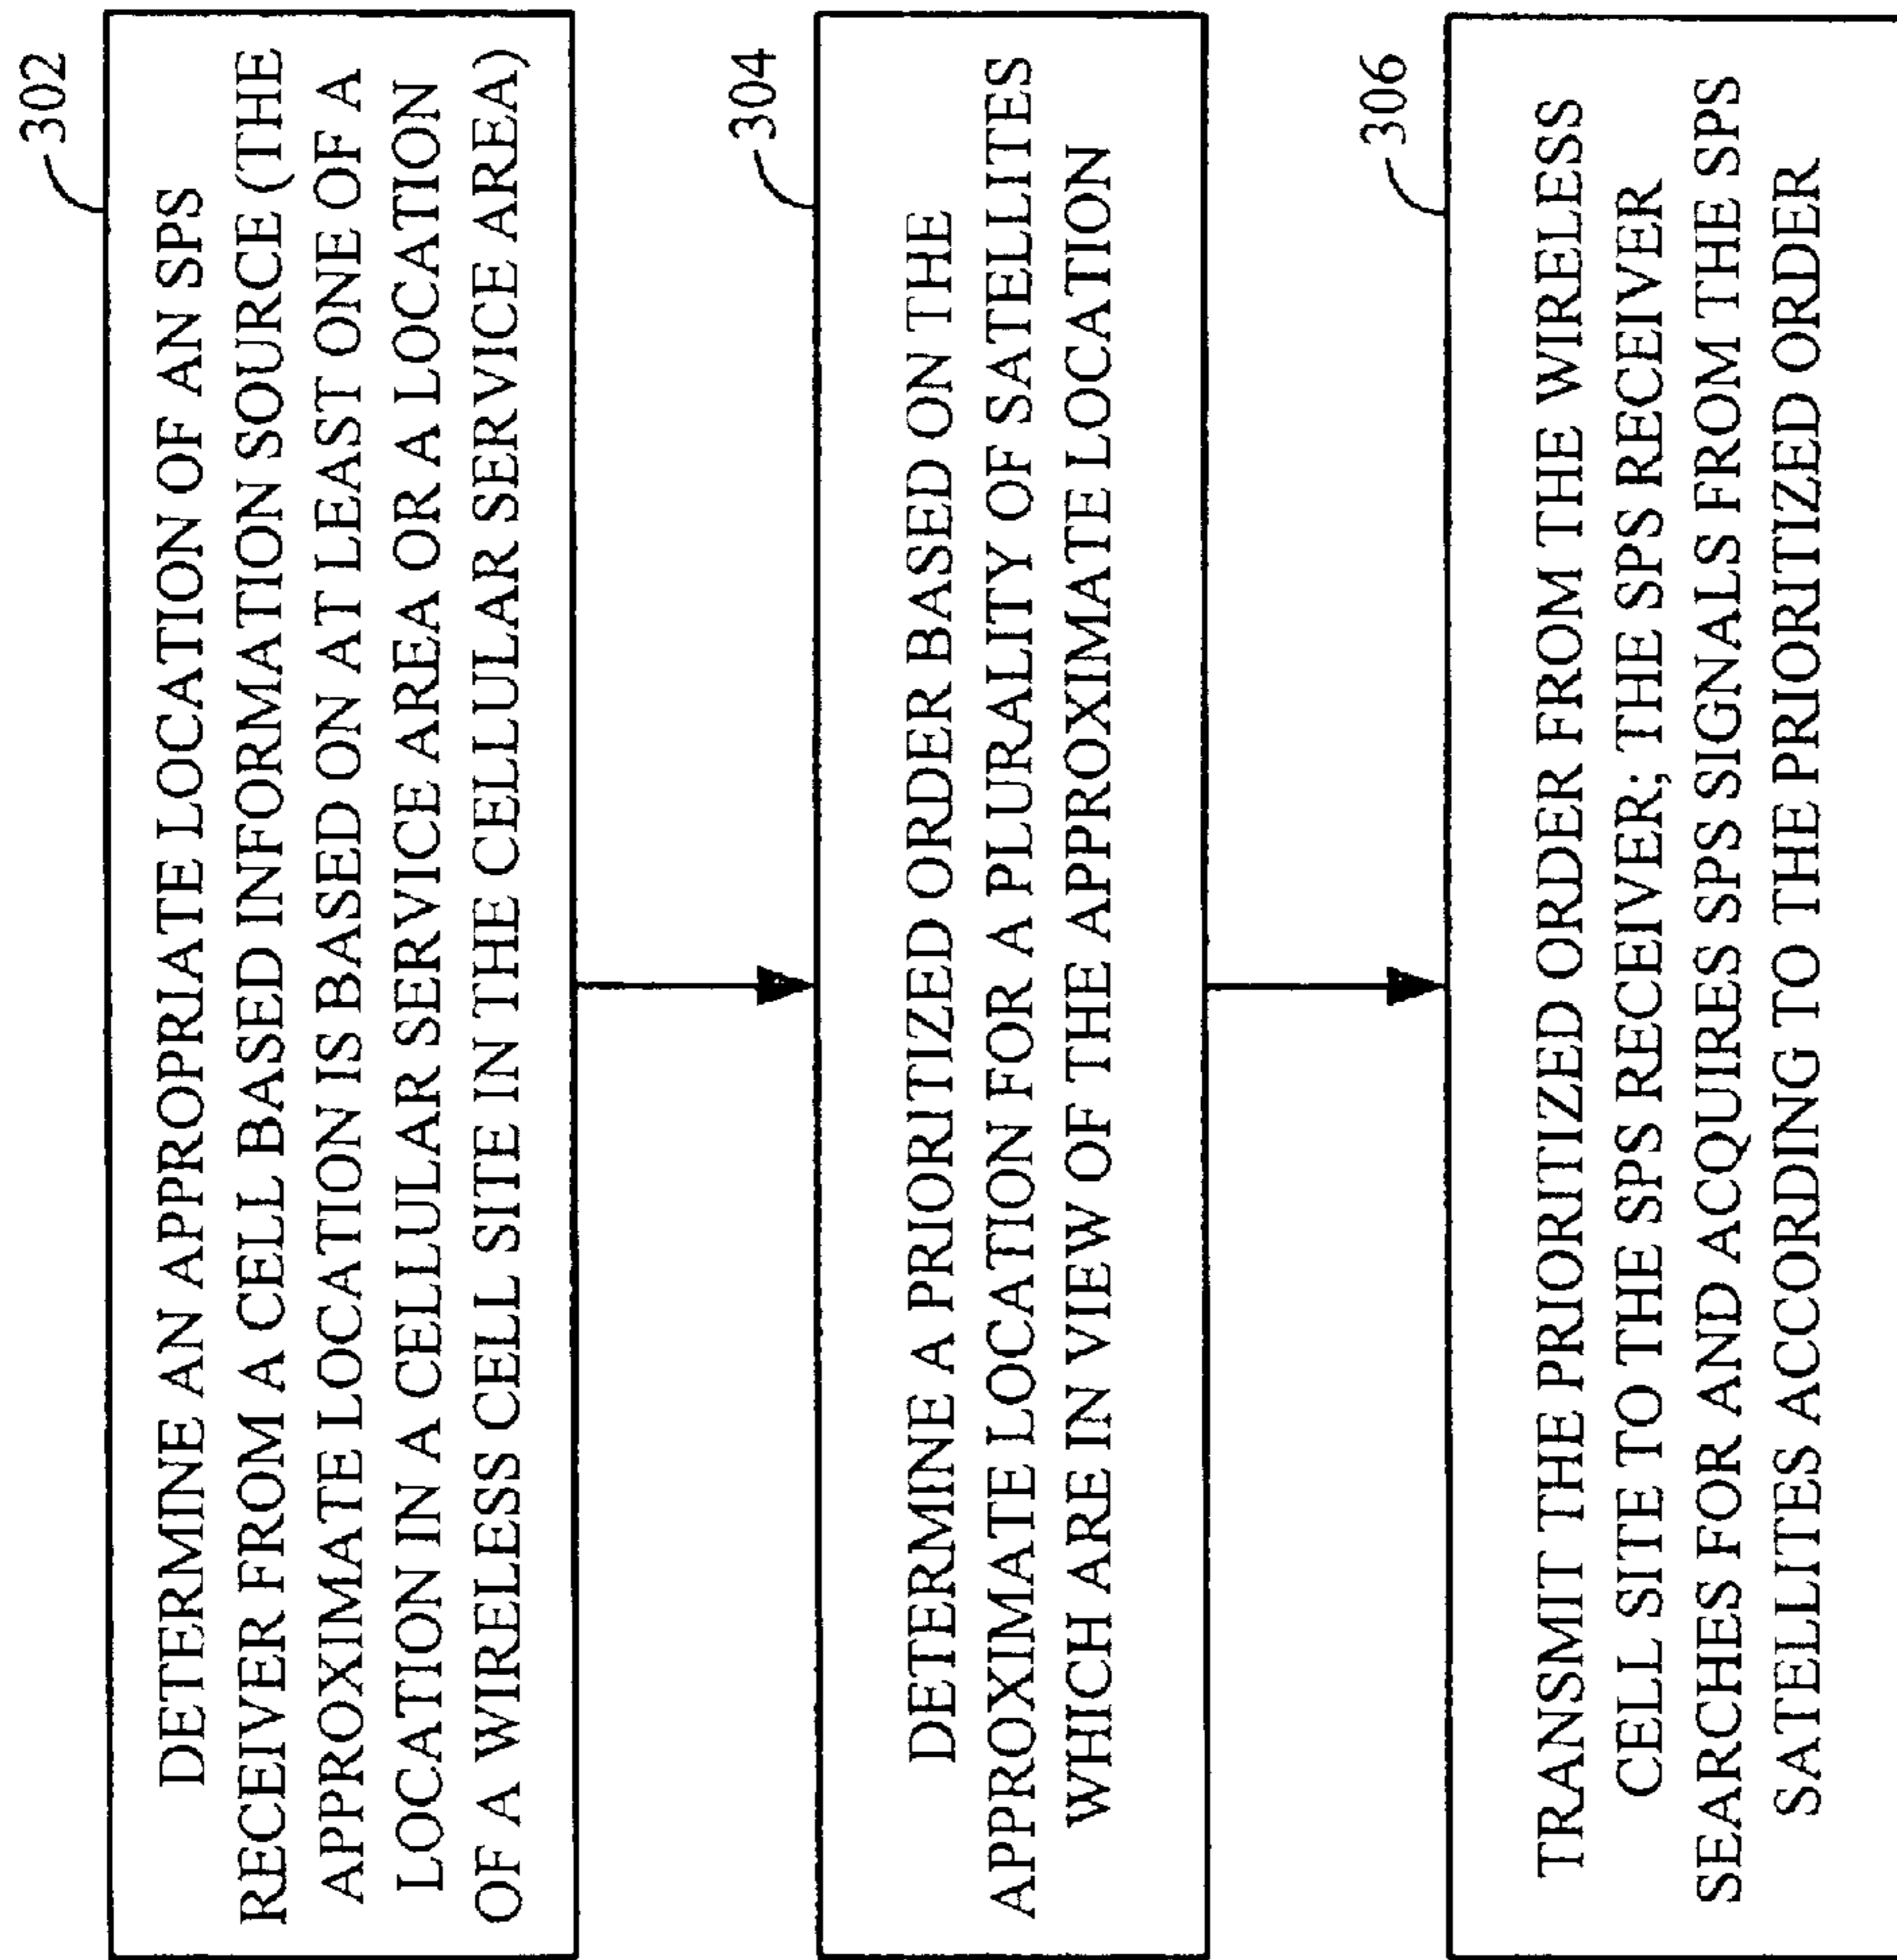 302
DETERMINE AN APPROPRIATE LOCATION OF AN SPS
RECEIVER FROM A CELL BASED INFORMATION SOURCE (THE
APPROXIMATE LOCATION IS BASED ON AT LEAST ONE OF A
LOCATION IN A CELLULAR SERVICE AREA OR A LOCATION
OF A WIRELESS CELL SITE IN THE CELLULAR SERVICE AREA)
304
DETERMINE A PRIORITIZED ORDER BASED ON THE
APPROXIMATE LOCATION FOR A PLURALITY OF SATELLITES
WHICH ARE IN VIEW OF THE APPROXIMATE LOCATION
306
TRANSMIT THE PRIORITIZED ORDER FROM THE WIRELESS
CELL SITE TO THE SPS RECEIVER; THE SPS RECEIVER
SEARCHES FOR AND ACQUIRES SPS SIGNALS FROM THE SPS
SATELLITES ACCORDING TO THE PRIORITIZED ORDER